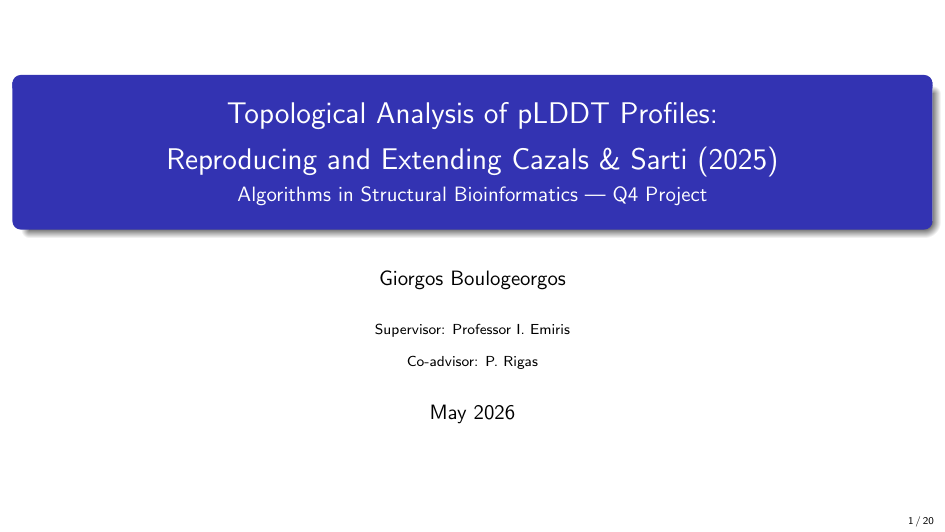 Topological Analysis of pLDDT Profiles:
Reproducing and Extending Cazals & Sarti (2025)
Algorithms in Structural Bioinformatics — Q4 Project
Giorgos Boulogeorgos
Supervisor: Professor I. Emiris
Co-advisor: P. Rigas
May 2026
1 / 20